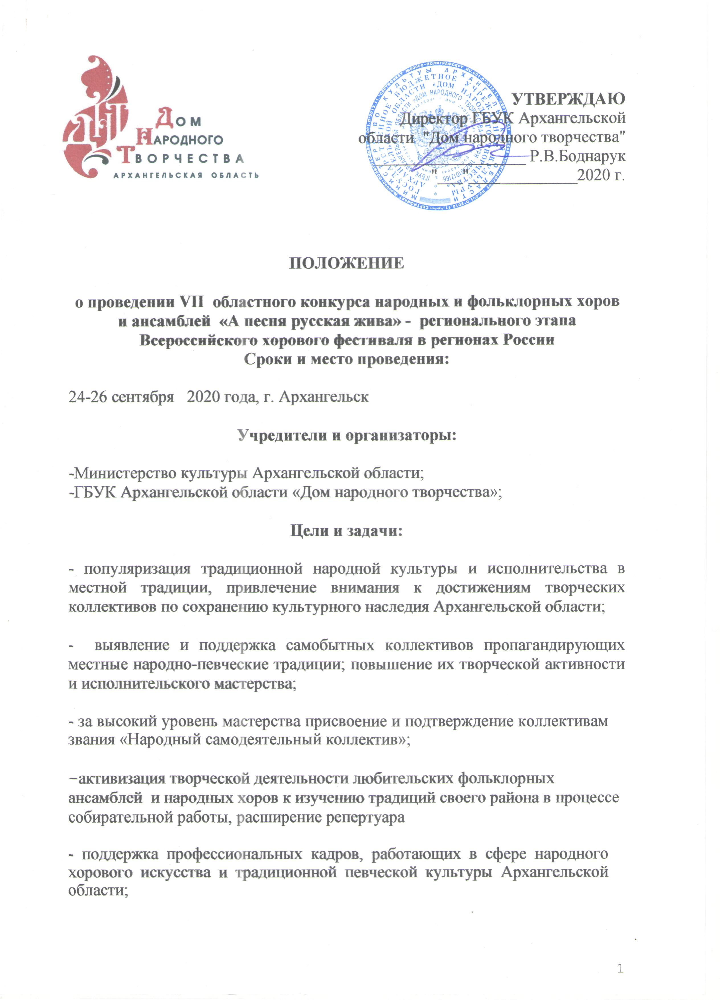 Дом
Народного
Творчества
АРХАНГЕЛЬСКАЯ ОБЛАСТЬ
УТВЕРЖДАЮ
Директор ГБУК Архангельской
области "Дом народного творчества"
Р.В.Боднарук
"___"_____________2020 г.
ПОЛОЖЕНИЕ
о проведении VII областного конкурса народных и фольклорных хоров
и ансамблей «А песня русская жива» - регионального этапа
Всероссийского хорового фестиваля в регионах России
Сроки и место проведения:
24-26 сентября 2020 года, г. Архангельск
Учредители и организаторы:
-Министерство культуры Архангельской области;
-ГБУК Архангельской области «Дом народного творчества»;
Цели и задачи:
- популяризация традиционной народной культуры и исполнительства в
местной традиции, привлечение внимания к достижениям творческих
коллективов по сохранению культурного наследия Архангельской области;
- выявление и поддержка самобытных коллективов пропагандирующих
местные народно-певческие традиции; повышение их творческой активности
и исполнительского мастерства;
- за высокий уровень мастерства присвоение и подтверждение коллективам
звания «Народный самодеятельный коллектив»;
-активизация творческой деятельности любительских фольклорных
ансамблей и народных хоров к изучению традиций своего района в процессе
собирательной работы, расширение репертуара
- поддержка профессиональных кадров, работающих в сфере народного
хорового искусства и традиционной певческой культуры Архангельской
области;
1